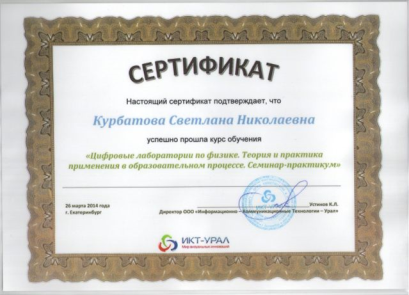 СЕРТИФИКАТ
Настоящий сертификат подтверждает, что
Курбатова Светлана Николаевна
успешно прошла курс обучения
«Цифровые лаборатории по физике. Теория и практика
применения в образовательном процессе. Семинар-практикум»
26 марта 2014 года
г. Екатеринбург
Директор ООО «Информационно – Коммуникационные Технологии – Урал»
Устинов К.Л.
ИКТ-УРАЛ